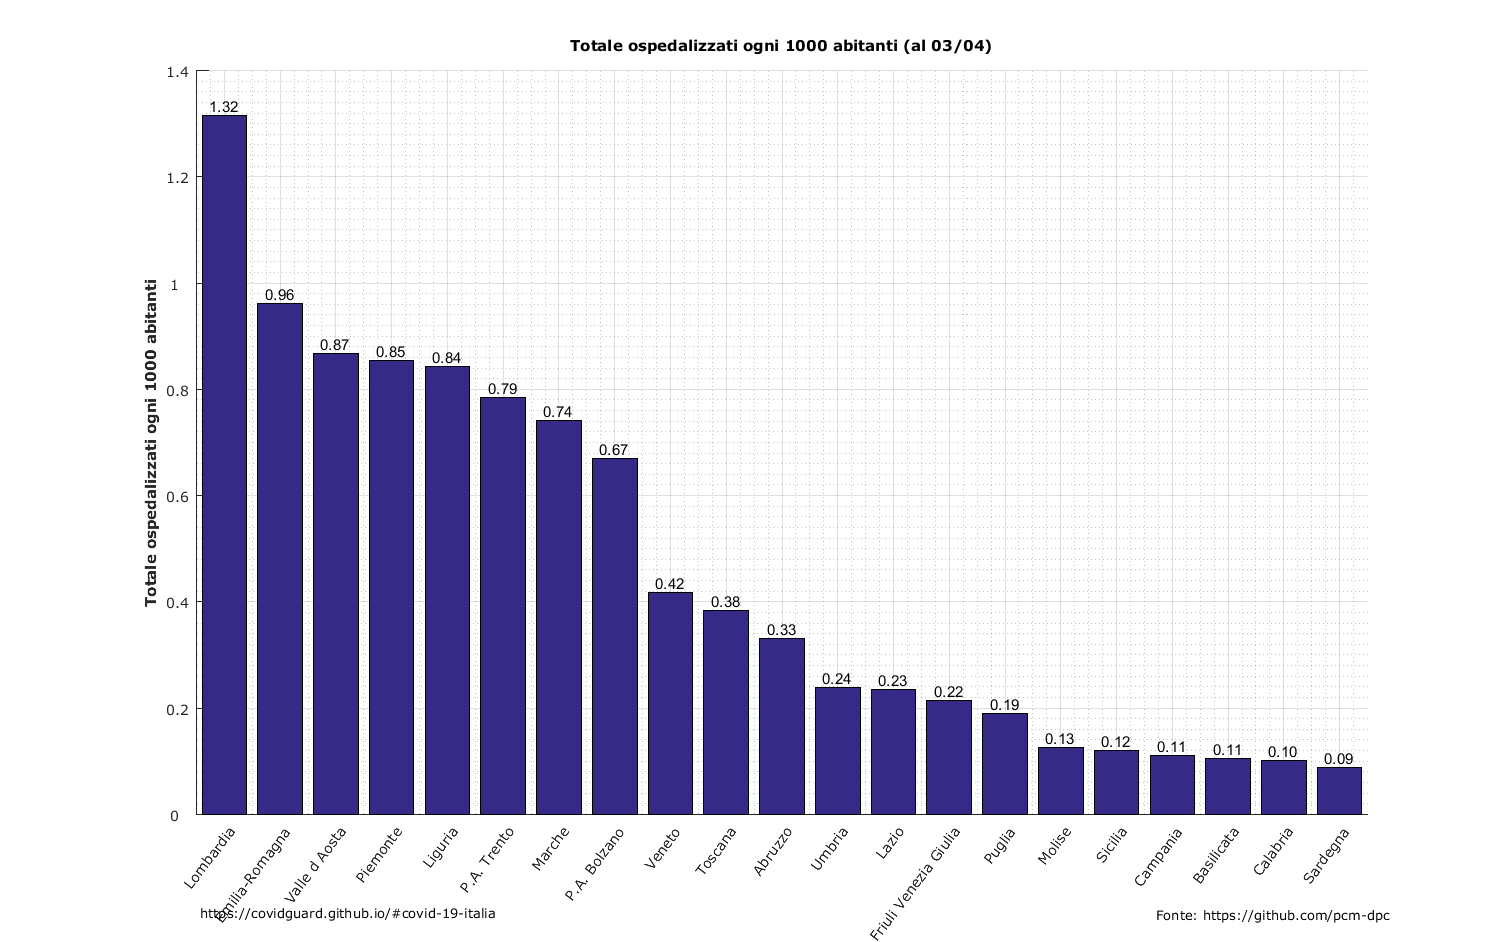 Totale ospedalizzati ogni 1000 abitanti (al 03/04)
Totale ospedalizzati ogni 1000 abitanti
1.4
1.2
1
0.8
0.6
0.4
0.2
0
1.32
0.96
0.87
0.85
0.84
0.79
0.74
0.67
0.42
0.38
0.33
0.24
0.23
0.22
0.19
0.13
0.12
0.11
0.11
0.10
0.09
Lombardia
Emilia-Romagna
Valle d Aosta
Piemonte
Liguria
P.A. Trento
Marche
P.A. Bolzano
Veneto
Toscana
Abruzzo
Umbria
Lazio
Friuli Venezia Giulia
Puglia
Molise
Sicilia
Campania
Basilicata
Calabria
Sardegna
https://covidguard.github.io/#covid-19-italia
Fonte: https://github.com/pcm-dpc